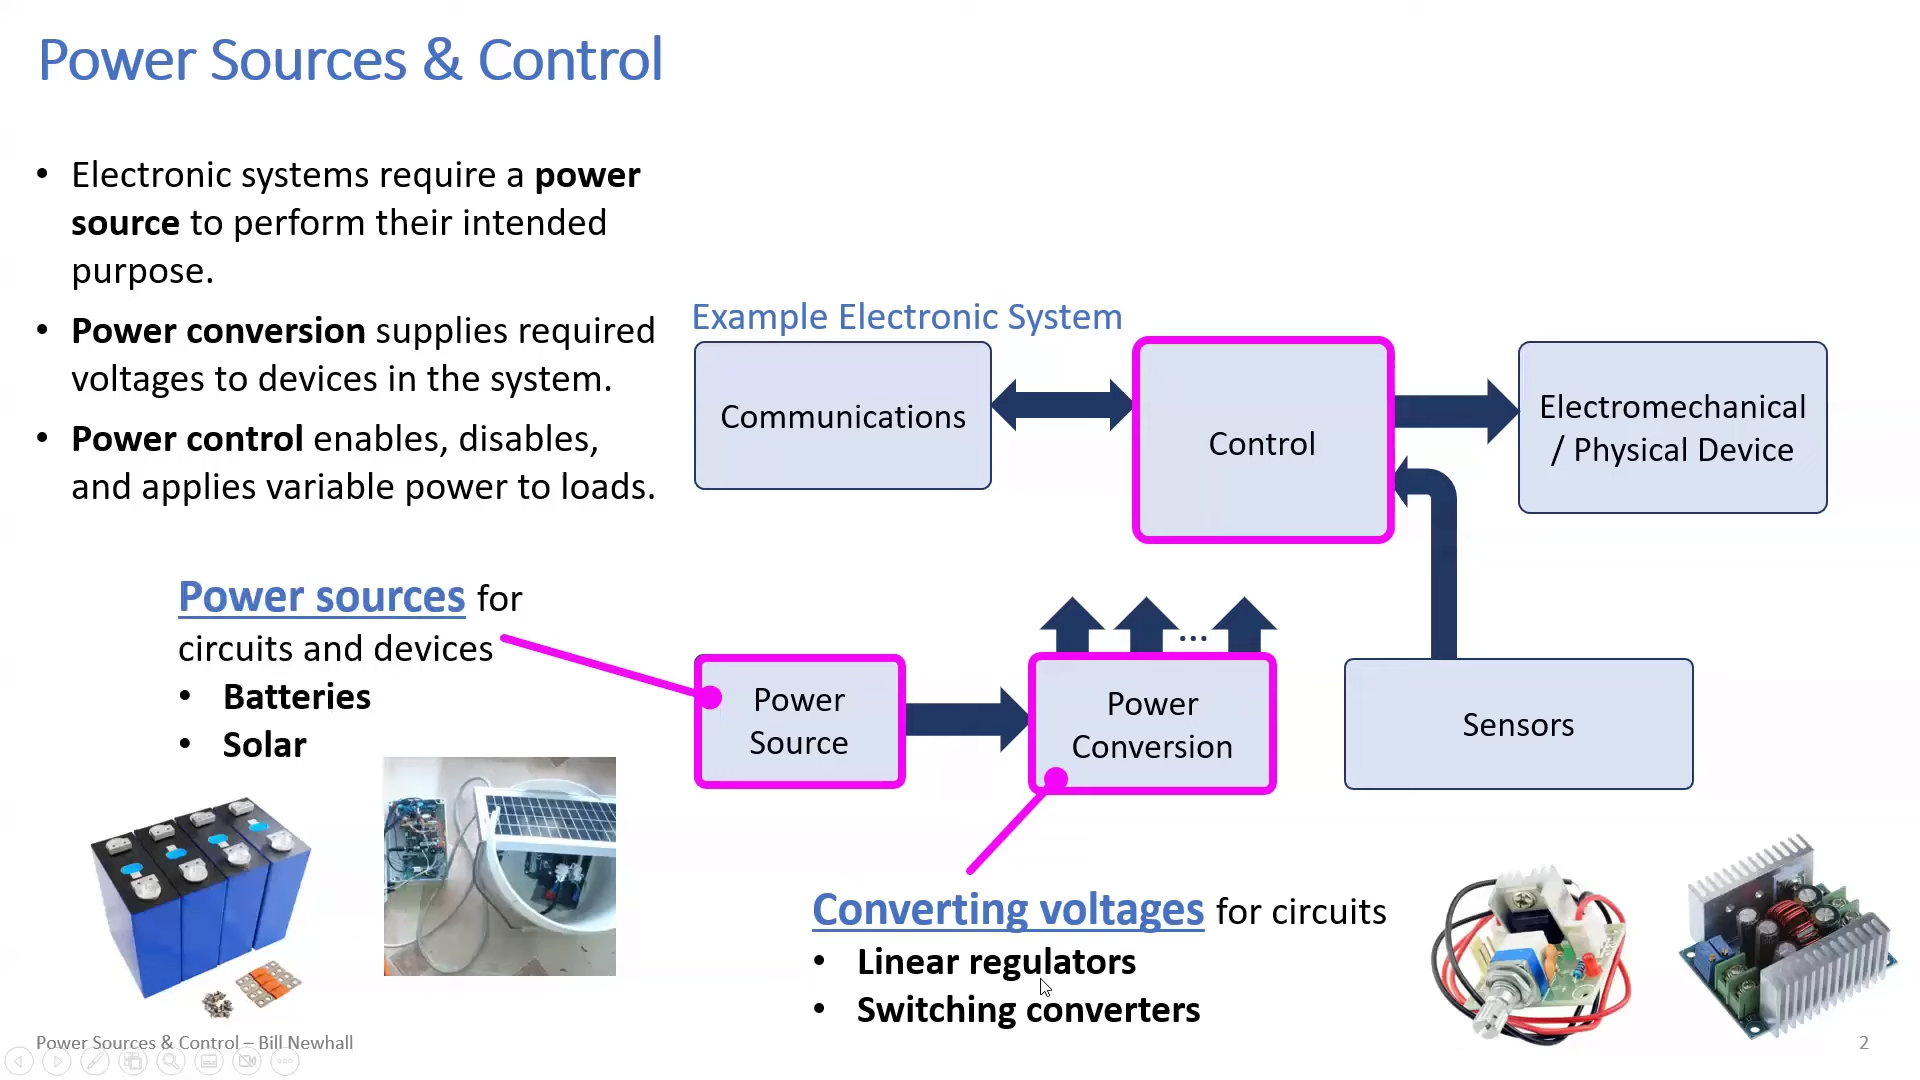 Power Sources & Control
• Electronic systems require a power
source to perform their intended
purpose.
• Power conversion supplies required
voltages to devices in the system.
• Power control enables, disables,
and applies variable power to loads.
Example Electronic System
Communications
Control
Electromechanical
/ Physical Device
Power sources for
circuits and devices
• Batteries
• Solar
Power
Source
Power
Conversion
...
Sensors
Converting voltages for circuits
• Linear regulators
• Switching converters
Power Sources & Control – Bill Newhall
2